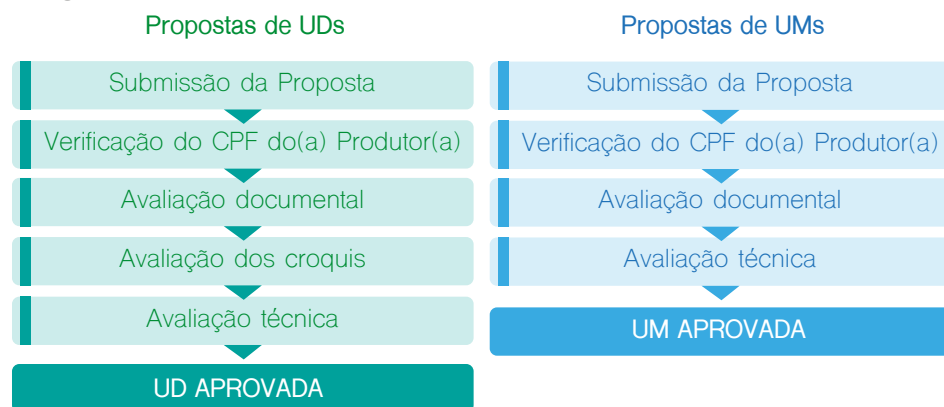 Propostas de UDs
Submissão da Proposta
Verificação do CPF do(a) Produtor(a)
Avaliação documental
Avaliação dos croquis
Avaliação técnica
UD APROVADA
Propostas de UMs
Submissão da Proposta
Verificação do CPF do(a) Produtor(a)
Avaliação documental
Avaliação técnica
UM APROVADA